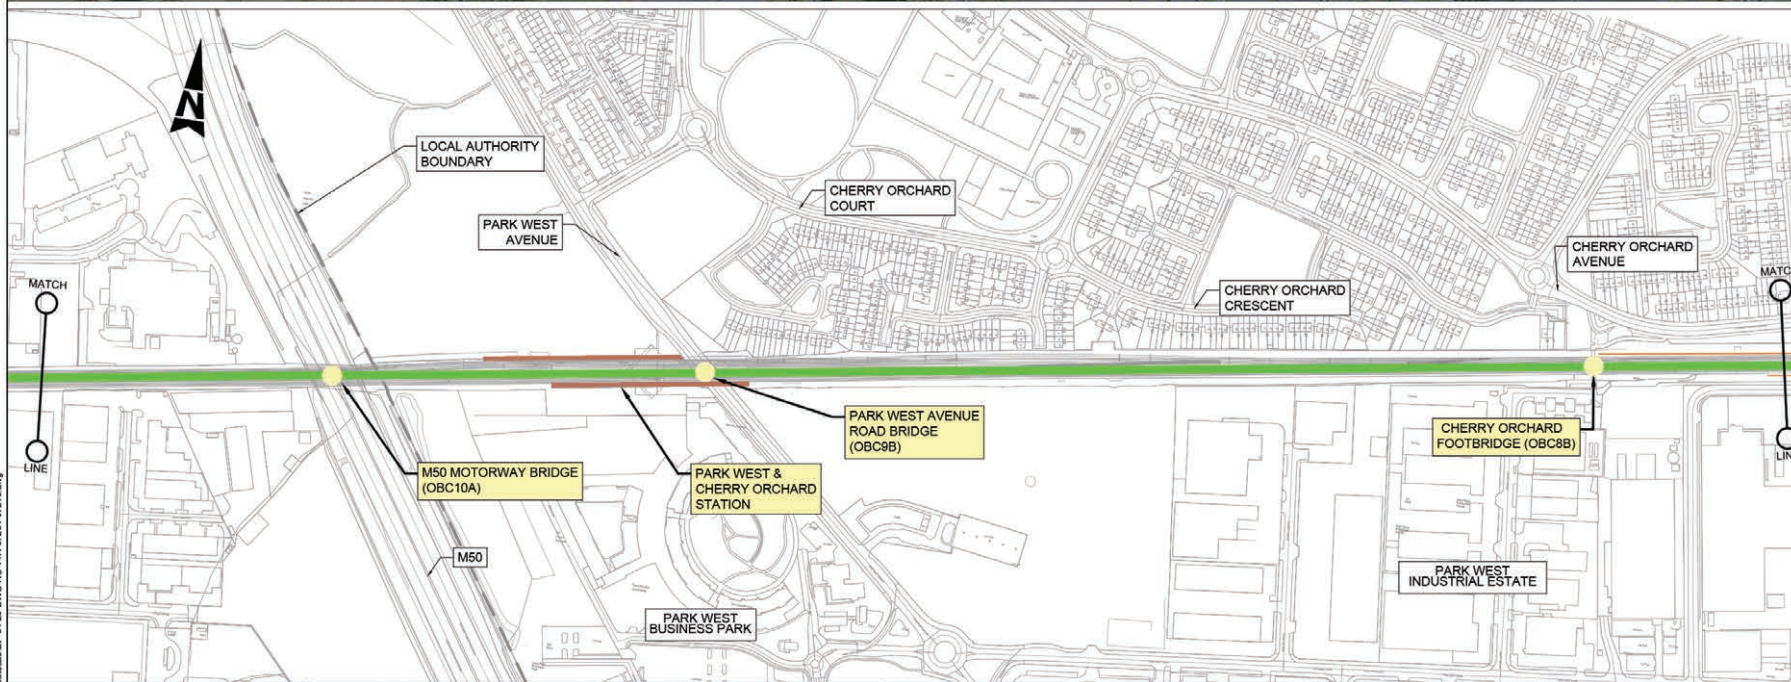 N
LOCAL AUTHORITY
BOUNDARY
CHERRY ORCHARD
COURT
PARK WEST
AVENUE
CHERRY ORCHARD
AVENUE
MATCH
MATC
CHERRY ORCHARD
CRESCENT
PARK WEST AVENUE
ROAD BRIDGE
(OBC9B)
CHERRY ORCHARD
FOOTBRIDGE (OBC8B)
LINE
LIN
M50 MOTORWAY BRIDGE
(OBC10A)
PARK WEST &
CHERRY ORCHARD
STATION
M50
PARK WEST
INDUSTRIAL ESTATE
PARK WEST
BUSINESS PARK